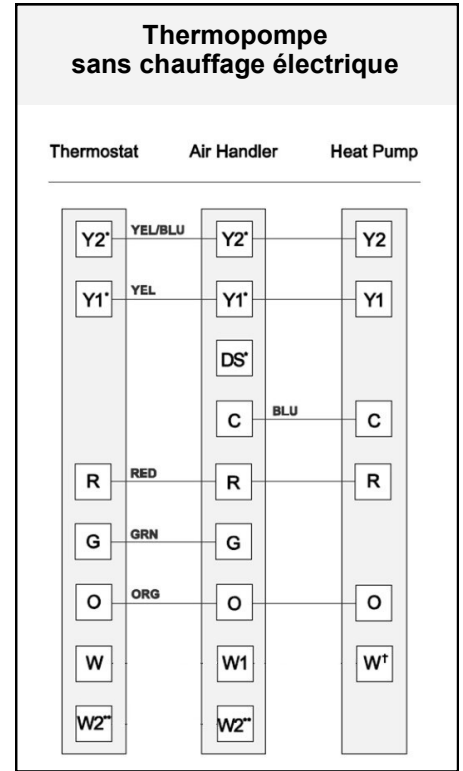 Thermopompe
sans chauffage électrique
Thermostat Air Handler Heat Pump
Y2* YEL/BLU Y2* Y2
Y1* YEL Y1* Y1
DS*
C BLU C
R RED R R
G GRN G
O ORG O O
W W1 W†
W2** W2**